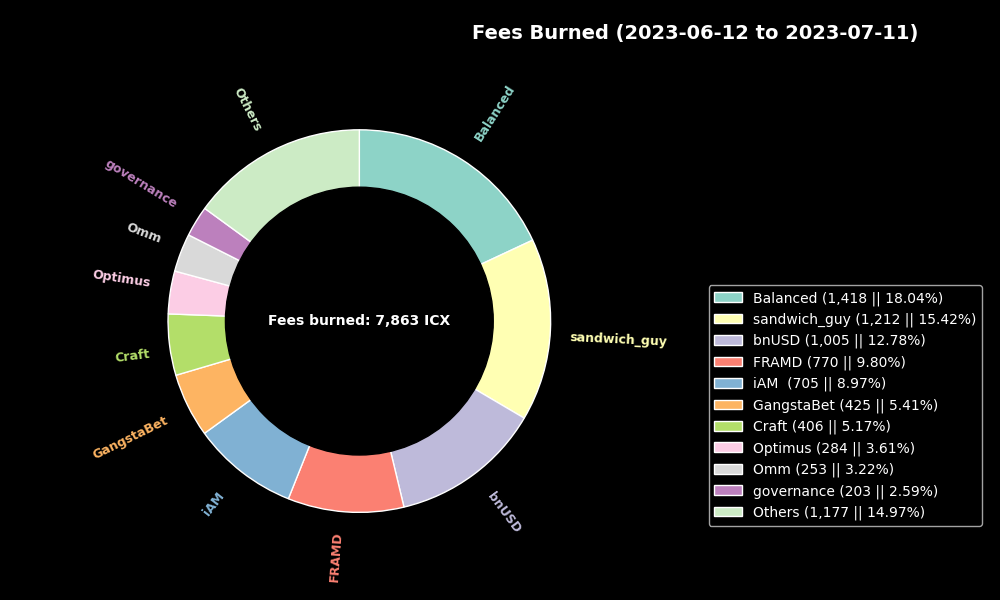 Fees Burned (2023-06-12 to 2023-07-11)
Balanced
Others
governance
Omm
Optimus
Craft
GangstaBet
iAM
FRAMD
bnUSD
sandwich_guy
Fees burned: 7,863 ICX
Balanced (1,418 || 18.04%)
sandwich_guy (1,212 || 15.42%)
bnUSD (1,005 || 12.78%)
FRAMD (770 || 9.80%)
iAM  (705 || 8.97%)
GangstaBet (425 || 5.41%)
Craft (406 || 5.17%)
Optimus (284 || 3.61%)
Omm (253 || 3.22%)
governance (203 || 2.59%)
Others (1,177 || 14.97%)